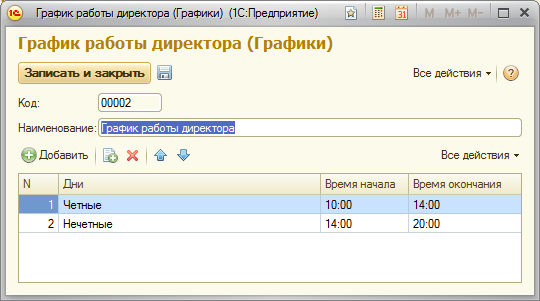 График работы директора (Графики) (1С:Предприятие) M M+ M-
График работы директора (Графики)
Записать и закрыть Все действия ?
Код: 00002
Наименование: График работы директора
Добавить Все действия
N Дни Время начала Время окончания
1 Четные 10:00 14:00
2 Нечетные 14:00 20:00